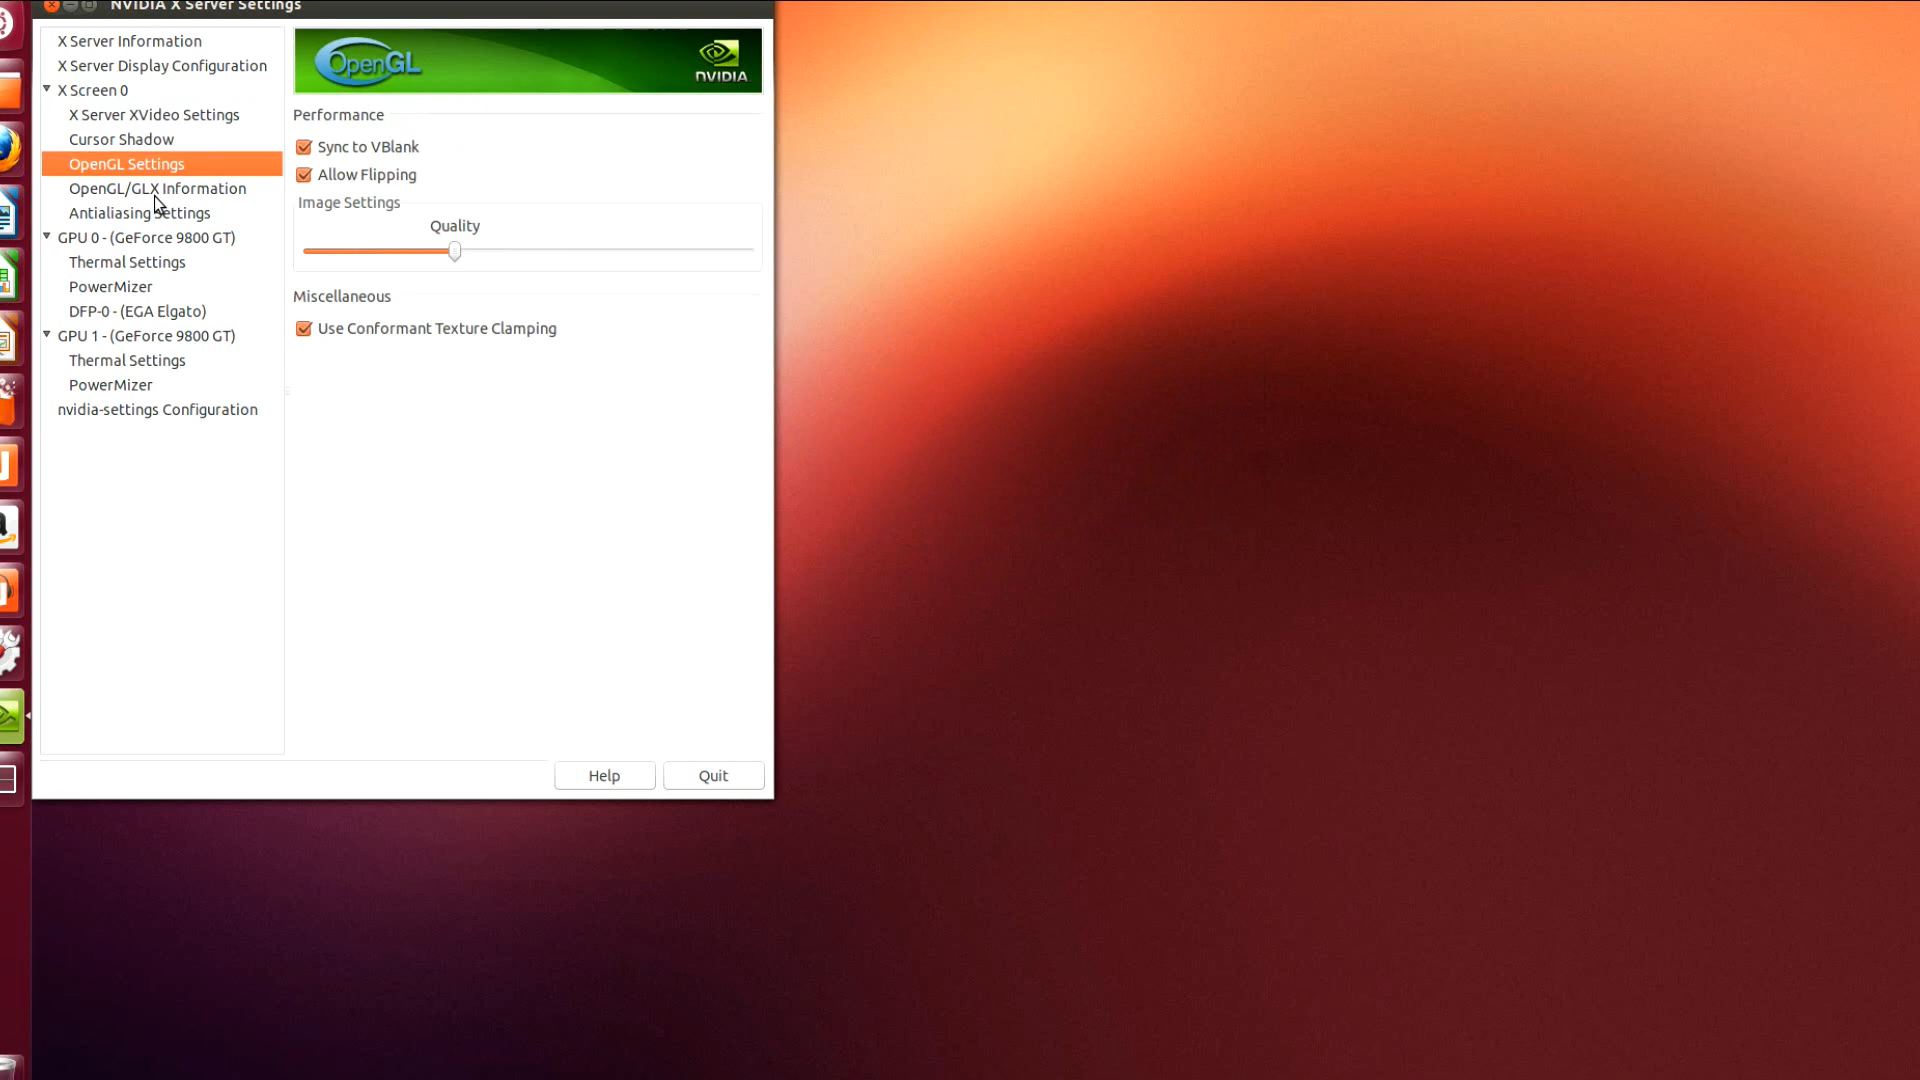 NVIDIA X Server Settings
X Server Information
X Server Display Configuration
X Screen 0
X Server XVideo Settings
Cursor Shadow
OpenGL Settings
OpenGL/GLX Information
Antialiasing Settings
GPU 0 - (GeForce 9800 GT)
Thermal Settings
PowerMizer
DFP-0 - (EGA Elgato)
GPU 1 - (GeForce 9800 GT)
Thermal Settings
PowerMizer
nvidia-settings Configuration
OpenGL
NVIDIA
Performance
Sync to VBlank
Allow Flipping
Image Settings
Quality
Miscellaneous
Use Conformant Texture Clamping
Help
Quit